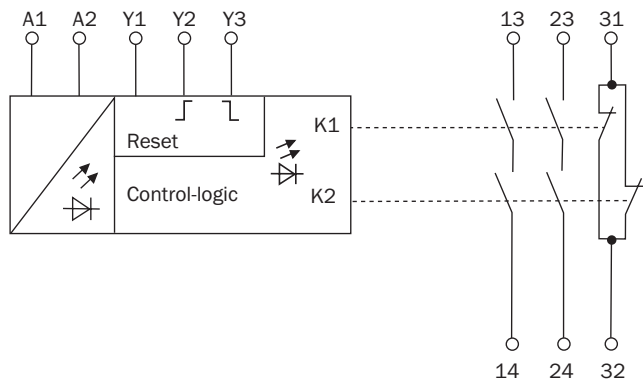 A1 A2 Y1 Y2 Y3 13 23 31
K1
Reset
Control-logic
K2
14 24 32